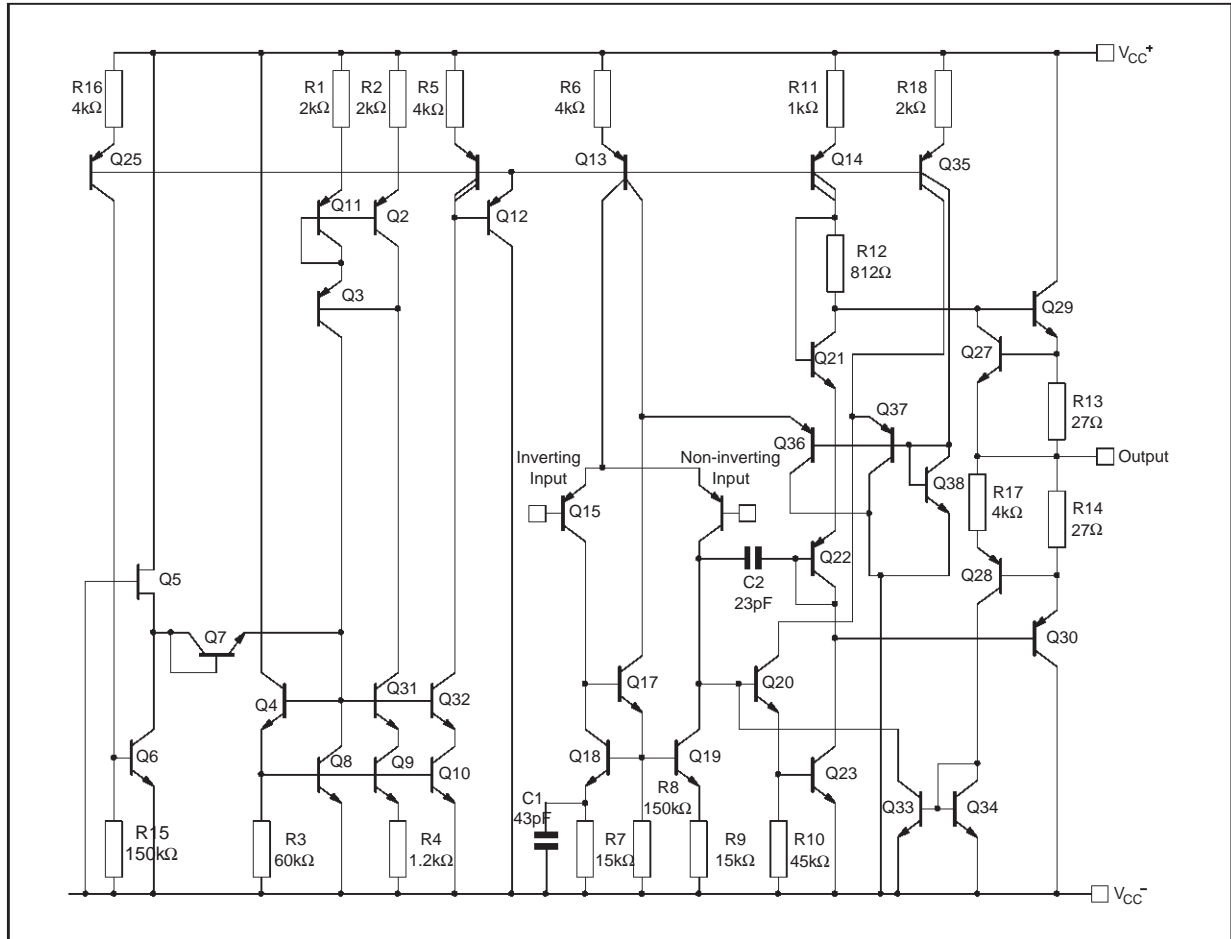 VCC+
R16
4kΩ
R1
2kΩ
R2
2kΩ
R5
4kΩ
R6
4kΩ
R11
1kΩ
R18
2kΩ
Q25
Q13
Q14
Q35
Q11
Q2
Q12
R12
812Ω
Q3
Q29
Q21
Q27
Q37
R13
27Ω
Q36
Inverting
Input
Non-inverting
Input
Output
Q38
R17
4kΩ
R14
27Ω
Q15
Q22
Q5
C2
23pF
Q28
Q7
Q30
Q4
Q31
Q32
Q17
Q20
Q6
Q8
Q9
Q10
Q18
Q19
Q23
R8
150kΩ
C1
43pF
Q33
Q34
R15
150kΩ
R3
60kΩ
R4
1.2kΩ
R7
15kΩ
R9
15kΩ
R10
45kΩ
VCC-